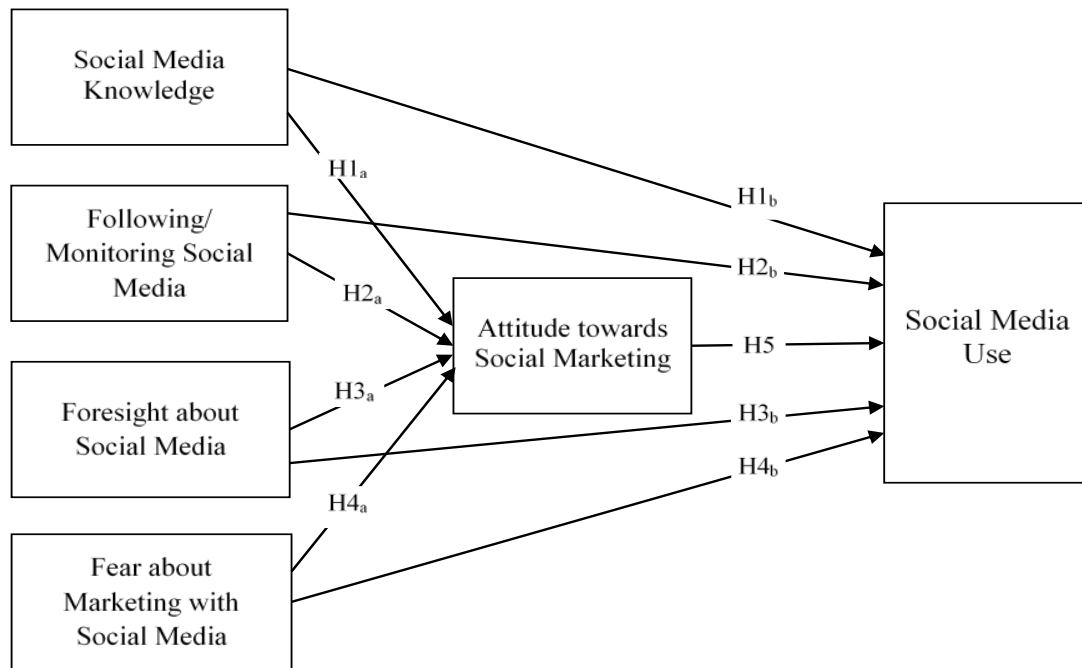 Social Media
Knowledge
H1a
H1b
Following/
Monitoring Social
Media
H2a
H2b
Attitude towards
Social Marketing
H5
Social Media
Use
Foresight about
Social Media
H3a
H3b
H4a
H4b
Fear about
Marketing with
Social Media